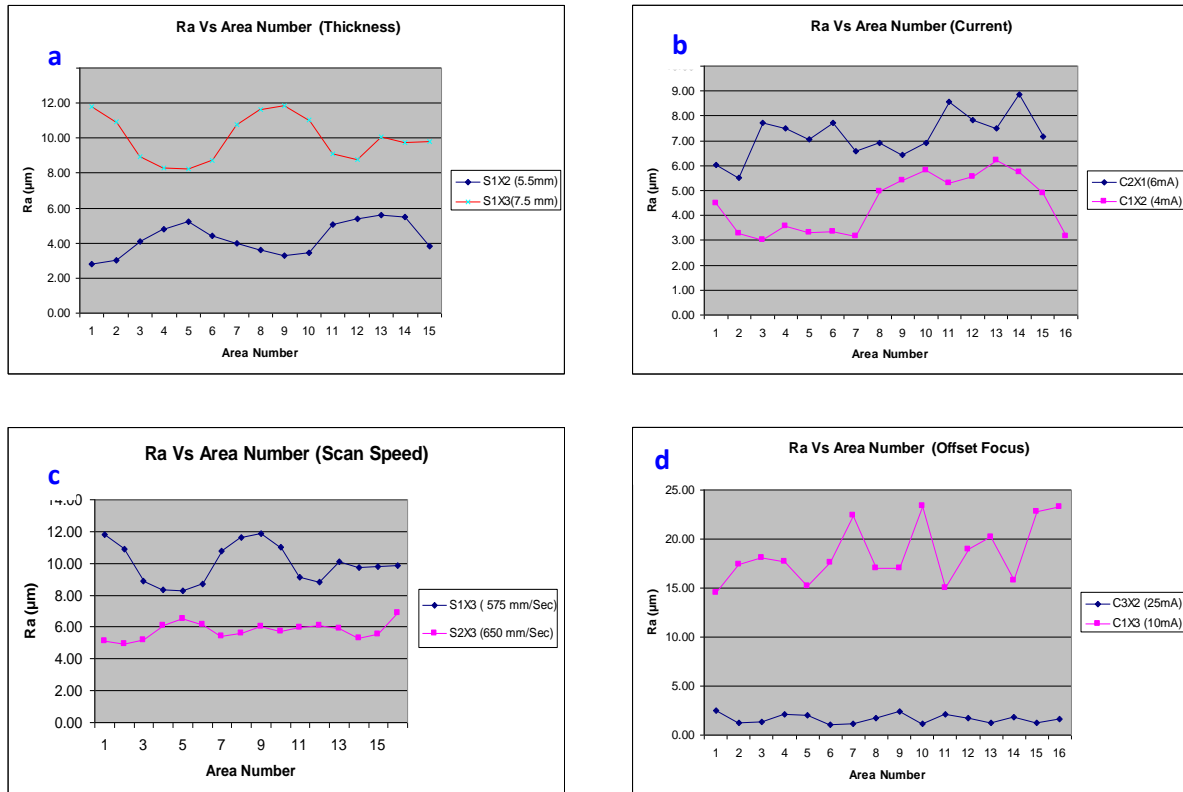 Ra Vs Area Number (Thickness)
a
12.00
10.00
8.00
6.00
4.00
2.00
0.00
Ra (µm)
1 2 3 4 5 6 7 8 9 10 11 12 13 14 15
Area Number
S1X2 (5.5mm)
S1X3(7.5 mm)
Ra Vs Area Number (Current)
b
9.00
8.00
7.00
6.00
5.00
4.00
3.00
2.00
1.00
0.00
Ra (µm)
1 2 3 4 5 6 7 8 9 10 11 12 13 14 15 16
Area Number
C2X1(6mA)
C1X2 (4mA)
Ra Vs Area Number (Scan Speed)
c
14.00
12.00
10.00
8.00
6.00
4.00
2.00
0.00
Ra (µm)
1 3 5 7 9 11 13 15
Area Number
S1X3 ( 575 mm/Sec)
S2X3 (650 mm/Sec)
Ra Vs Area Number (Offset Focus)
d
25.00
20.00
15.00
10.00
5.00
0.00
Ra (µm)
1 2 3 4 5 6 7 8 9 10 11 12 13 14 15 16
Area Number
C3X2 (25mA)
C1X3 (10mA)